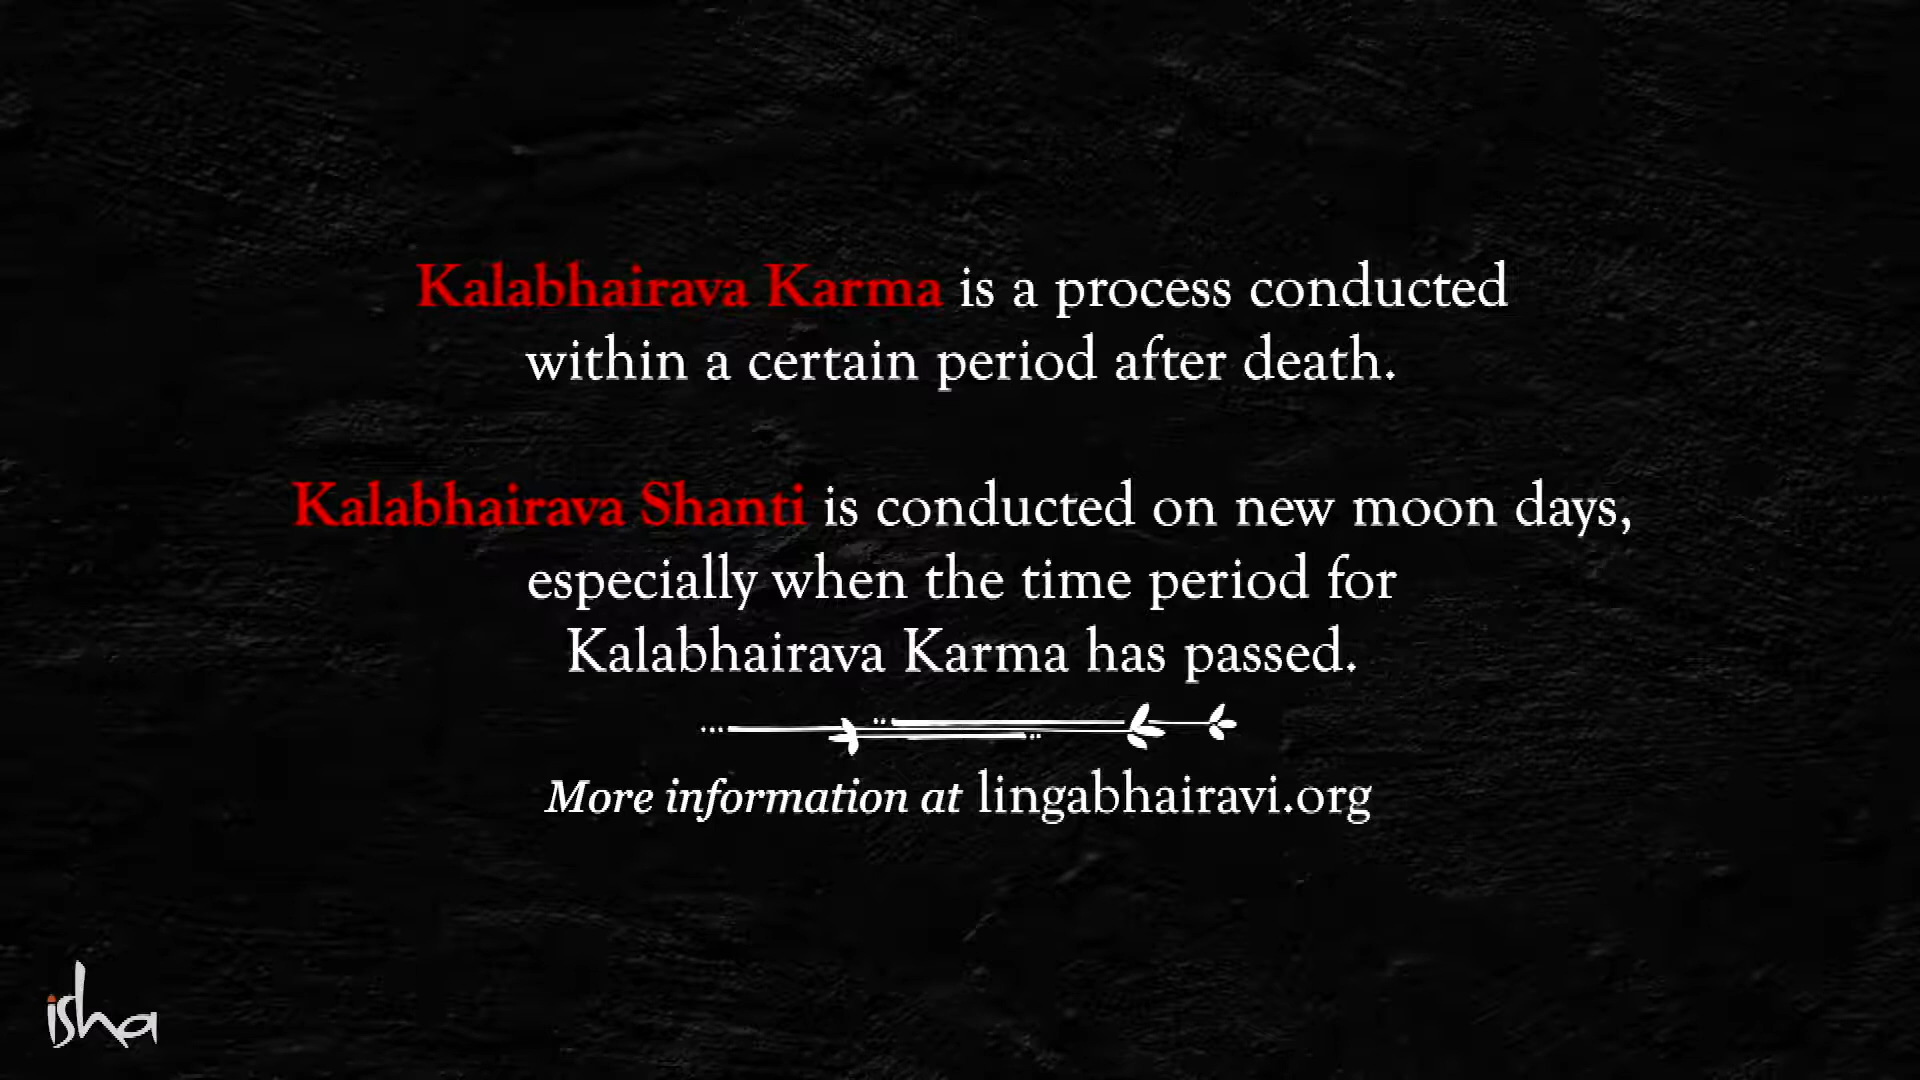 Kalabhairava Karma is a process conducted
within a certain period after death.
Kalabhairava Shanti is conducted on new moon days,
especially when the time period for
Kalabhairava Karma has passed.
More information at lingabhairavi.org
isha